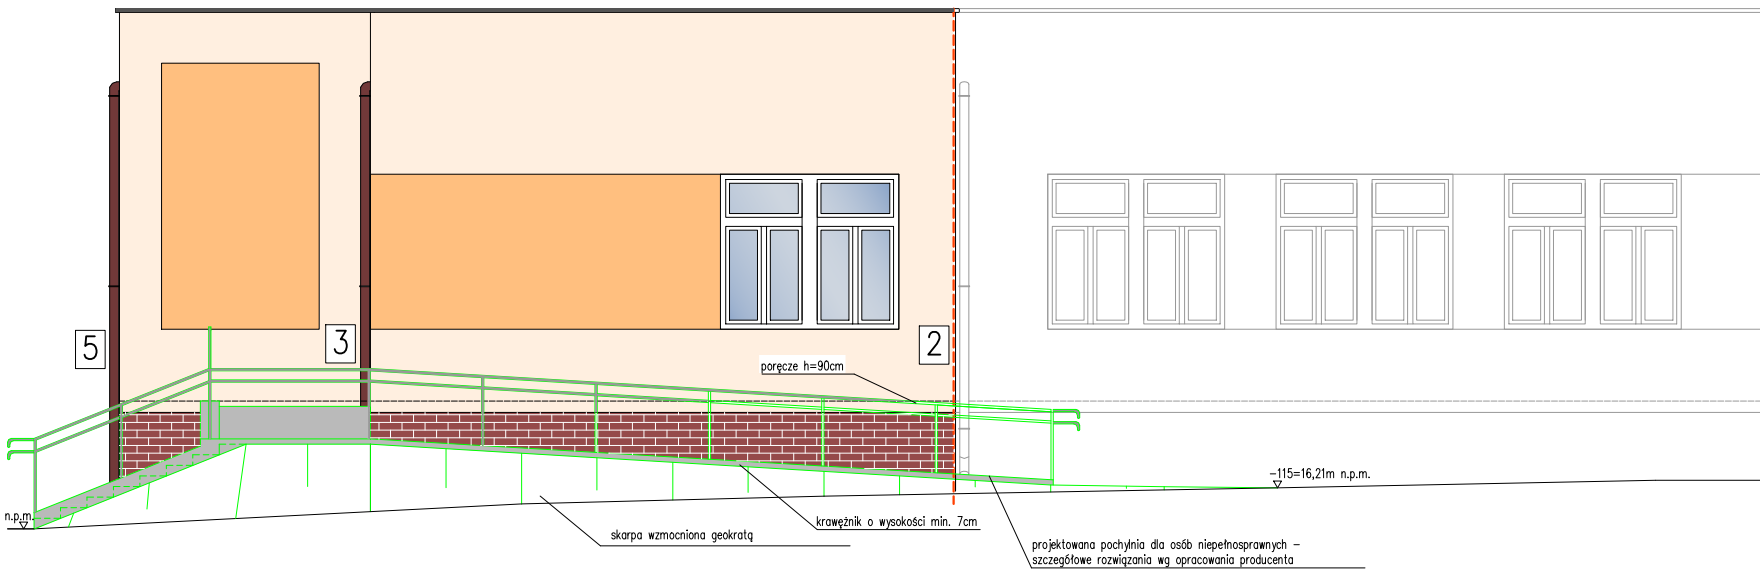 5
3
2
poręcze h=90cm
-115=16,21m n.p.m.
n.p.m.
krawężnik o wysokości min. 7cm
skarpa wzmocniona geokratą
projektowana pochylnia dla osób niepełnosprawnych -
szczegółowe rozwiązania wg opracowania producenta